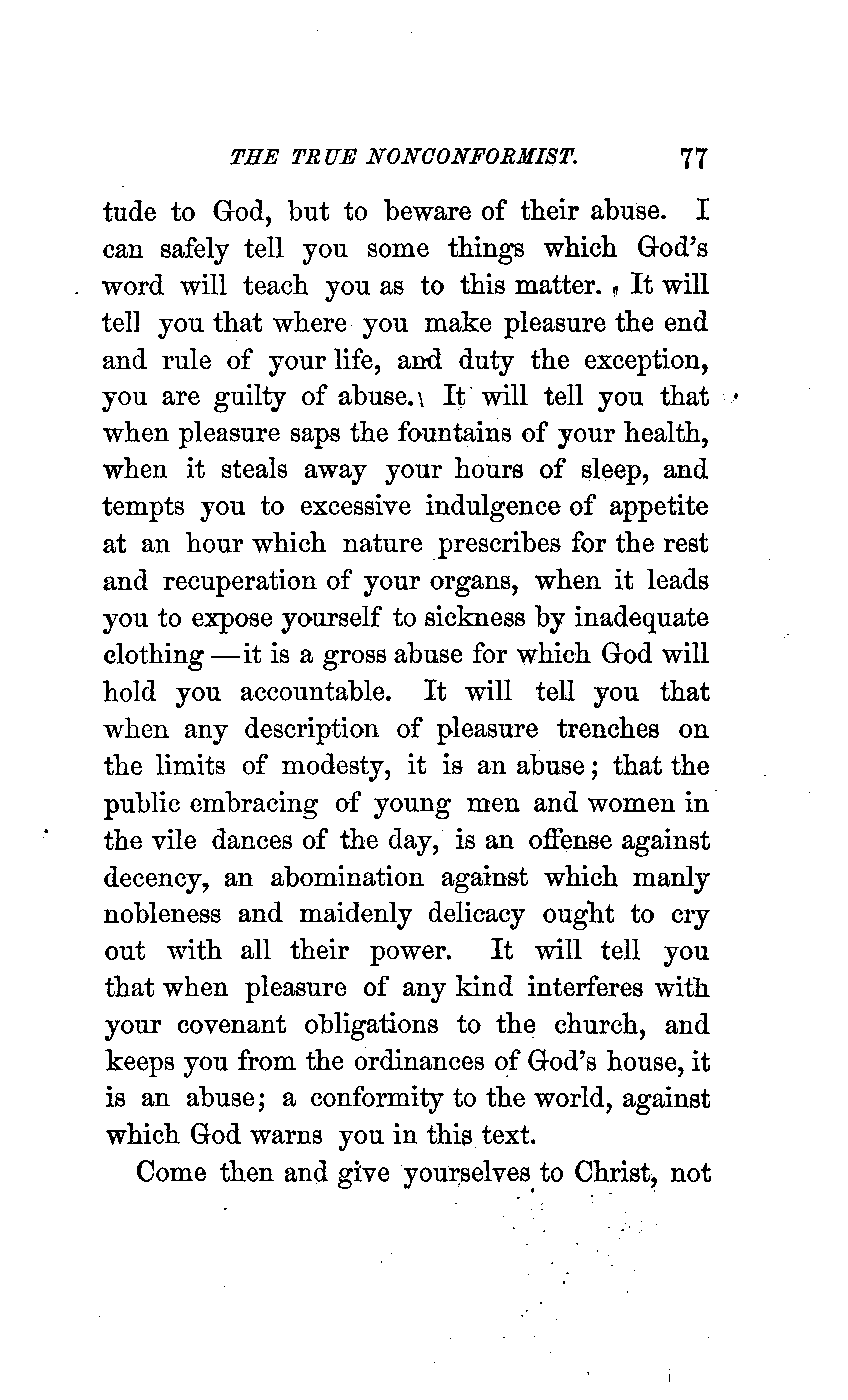 THE TRUE NONCONFORMIST. 77
tude to God, but to beware of their abuse. I
can safely tell you some things which God's
word will teach you as to this matter. It will
tell you that where you make pleasure the end
and rule of your life, and duty the exception,
you are guilty of abuse. It will tell you that
when pleasure saps the fountains of your health,
when it steals away your hours of sleep, and
tempts you to excessive indulgence of appetite
at an hour which nature prescribes for the rest
and recuperation of your organs, when it leads
you to expose yourself to sickness by inadequate
clothing—it is a gross abuse for which God will
hold you accountable. It will tell you that
when any description of pleasure trenches on
the limits of modesty, it is an abuse; that the
public embracing of young men and women in
the vile dances of the day, is an offense against
decency, an abomination against which manly
nobleness and maidenly delicacy ought to cry
out with all their power. It will tell you
that when pleasure of any kind interferes with
your covenant obligations to the church, and
keeps you from the ordinances of God's house, it
is an abuse; a conformity to the world, against
which God warns you in this text.
Come then and give yourselves to Christ, not